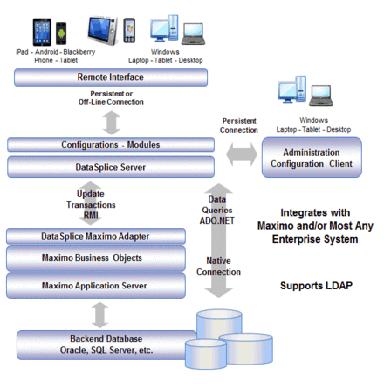 iPad - Android - Blackberry
Phone - Tablet
Windows
Laptop - Tablet - Desktop
Remote Interface
Persistent or
Off-Line Connection
Windows
Laptop - Tablet - Desktop
Persistent
Connection
Configurations - Modules
DataSplice Server
Administration
Configuration Client
Update
Transactions
RMI
Data
Queries
ADO.NET
Integrates with
Maximo and/or Most Any
Enterprise System
DataSplice Maximo Adapter
Maximo Business Objects
Maximo Application Server
Native
Connection
Supports LDAP
Backend Database
Oracle, SQL Server, etc.